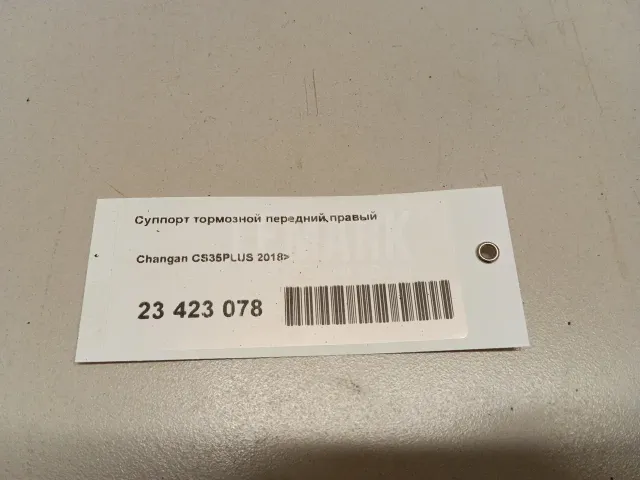 Суппорт тормозной передний правый
Changan CS35PLUS 2018>
23 423 078